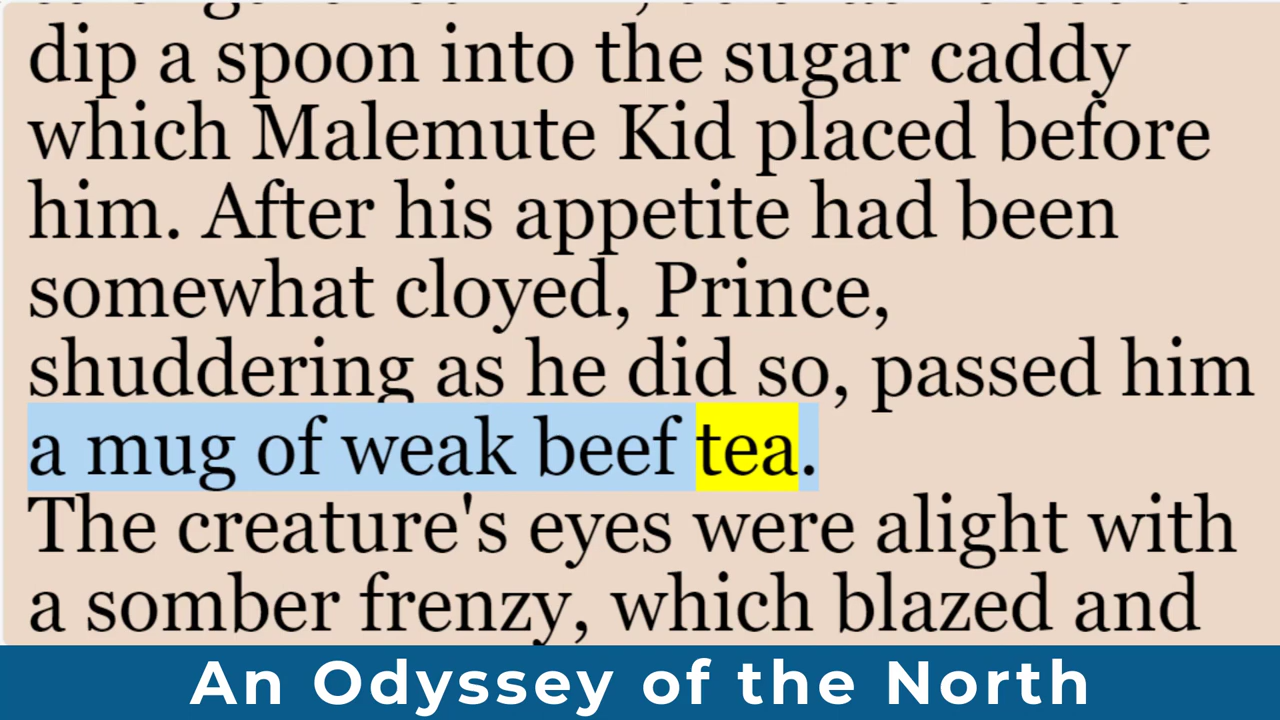 dip a spoon into the sugar caddy
which Malemute Kid placed before
him. After his appetite had been
somewhat cloyed, Prince,
shuddering as he did so, passed him
a mug of weak beef tea.
The creature's eyes were alight with
a somber frenzy, which blazed and
An Odyssey of the North